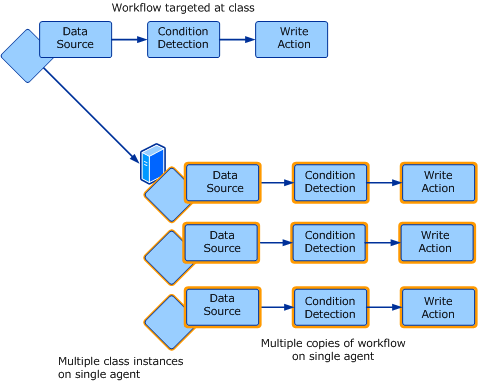 Workflow targeted at class
Data
Source
Condition
Detection
Write
Action
Data
Source
Condition
Detection
Write
Action
Data
Source
Condition
Detection
Write
Action
Data
Source
Condition
Detection
Write
Action
Multiple class instances
on single agent
Multiple copies of workflow
on single agent